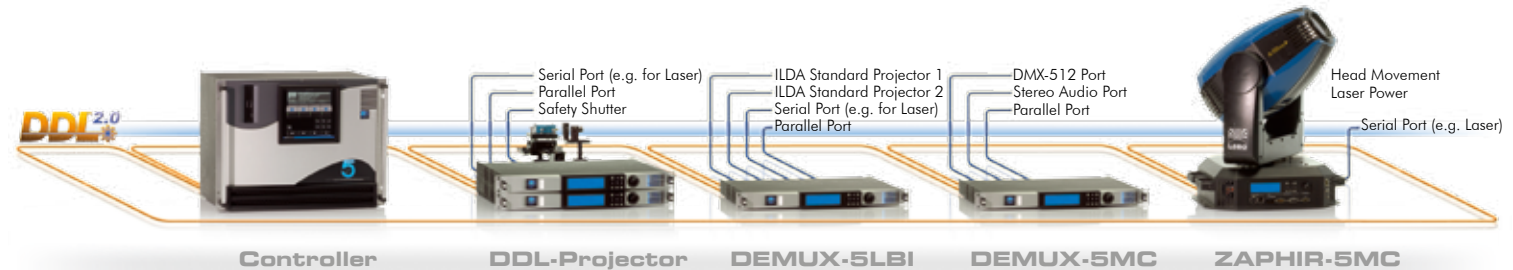 DDL 2.0
5
Serial Port (e.g. for Laser)
Parallel Port
Safety Shutter
ILDA Standard Projector 1
ILDA Standard Projector 2
Serial Port (e.g. for Laser)
Parallel Port
DMX-512 Port
Stereo Audio Port
Parallel Port
Head Movement
Laser Power
Serial Port (e.g. Laser)
Controller
DDL-Projector
DEMUX-5LBI
DEMUX-5MC
ZAPHIR-5MC